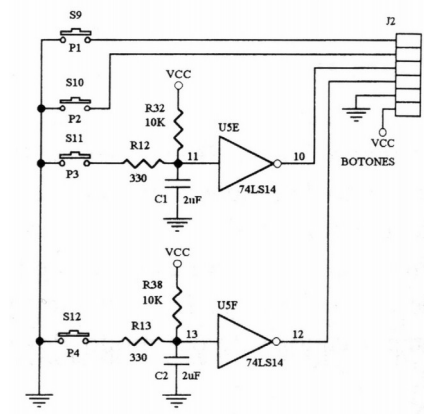 S9
J2
P1
S10
VCC
P2
R32
10K
U5E
S11
R12
11
10
VCC
P3
BOTONES
330
74LS14
C1
2uF
VCC
R38
10K
U5F
S12
R13
13
12
P4
330
74LS14
C2
2uF